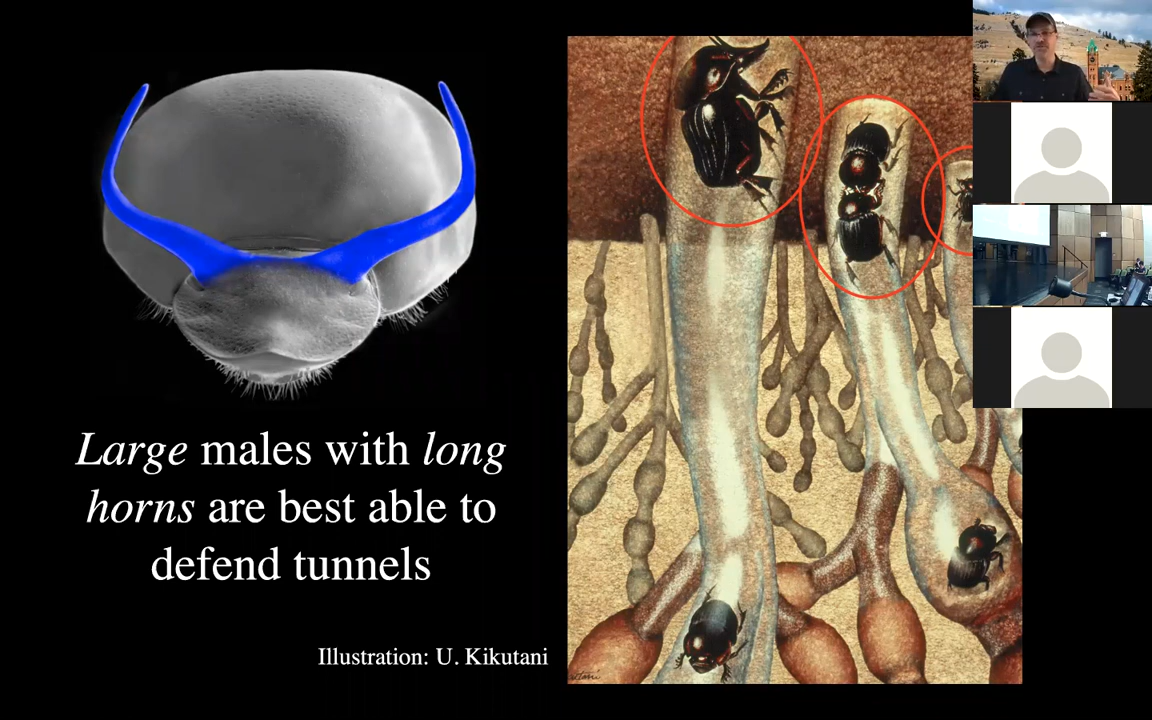 Large males with long
horns are best able to
defend tunnels
Illustration: U. Kikutani